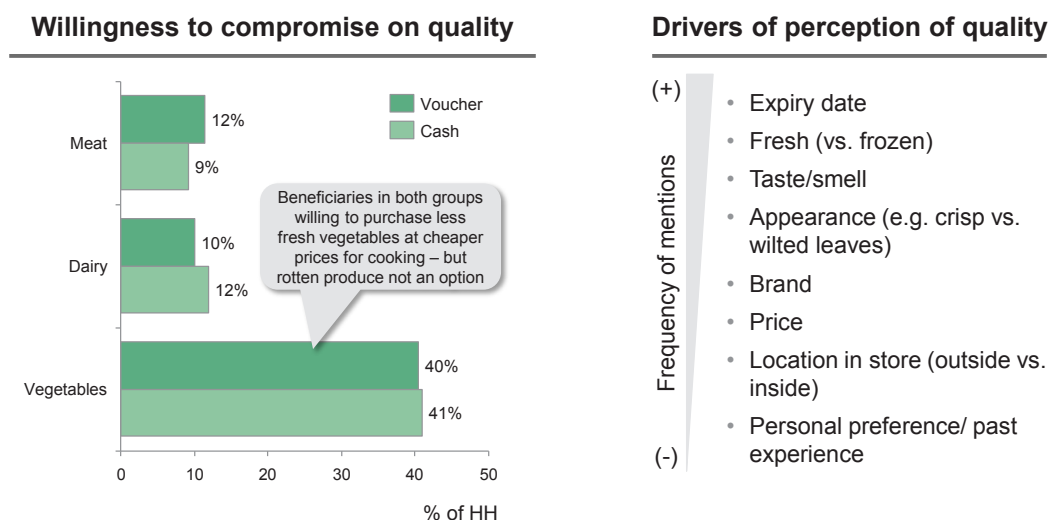 Willingness to compromise on quality
Voucher
Cash
Meat
12%
9%
Beneficiaries in both groups
willing to purchase less
fresh vegetables at cheaper
prices for cooking – but
rotten produce not an option
Dairy
10%
12%
Vegetables
40%
41%
0 10 20 30 40 50
% of HH
Drivers of perception of quality
(+)
Frequency of mentions
(-)
• Expiry date
• Fresh (vs. frozen)
• Taste/smell
• Appearance (e.g. crisp vs.
wilted leaves)
• Brand
• Price
• Location in store (outside vs.
inside)
• Personal preference/ past
experience